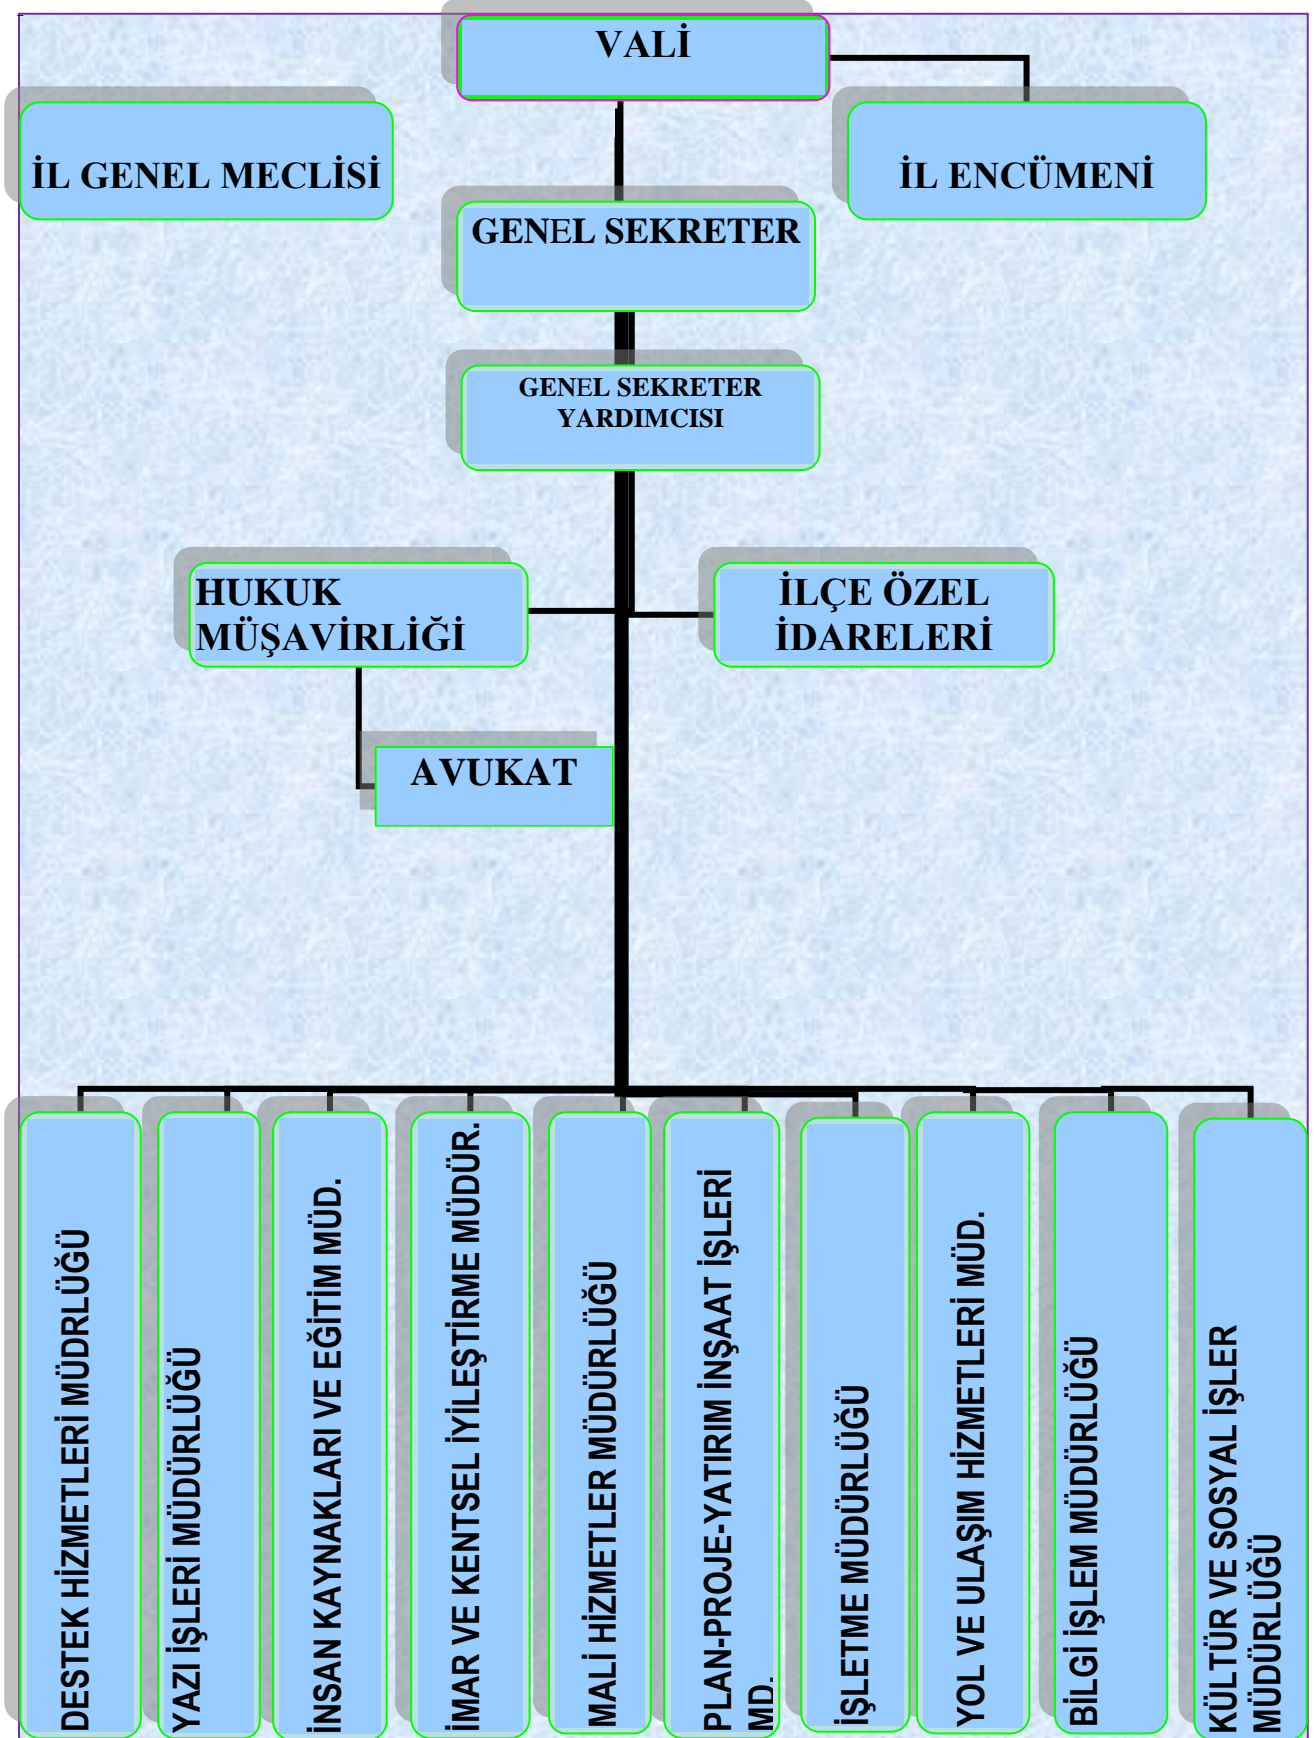 VALİ
İL GENEL MECLİSİ
İL ENCÜMENİ
GENEL SEKRETER
GENEL SEKRETER
YARDIMCISI
HUKUK
MÜŞAVİRLİĞİ
İLÇE ÖZEL
İDARELERİ
AVUKAT
DESTEK HİZMETLERİ MÜDRLÜĞÜ
YAZI İŞLERİ MÜDÜRLÜĞÜ
İNSAN KAYNAKLARI VE EĞİTİM MÜD.
İMAR VE KENTSEL İYİLEŞTİRME MÜDÜR.
MALİ HİZMETLER MÜDÜRLÜĞÜ
PLAN-PROJE-YATIRIM İNŞAAT İŞLERİ
MD.
İŞLETME MÜDÜRLÜĞÜ
YOL VE ULAŞIM HİZMETLERİ MÜD.
BİLGİ İŞLEM MÜDÜRLÜĞÜ
KÜLTÜR VE SOSYAL İŞLER
MÜDÜRLÜĞÜ